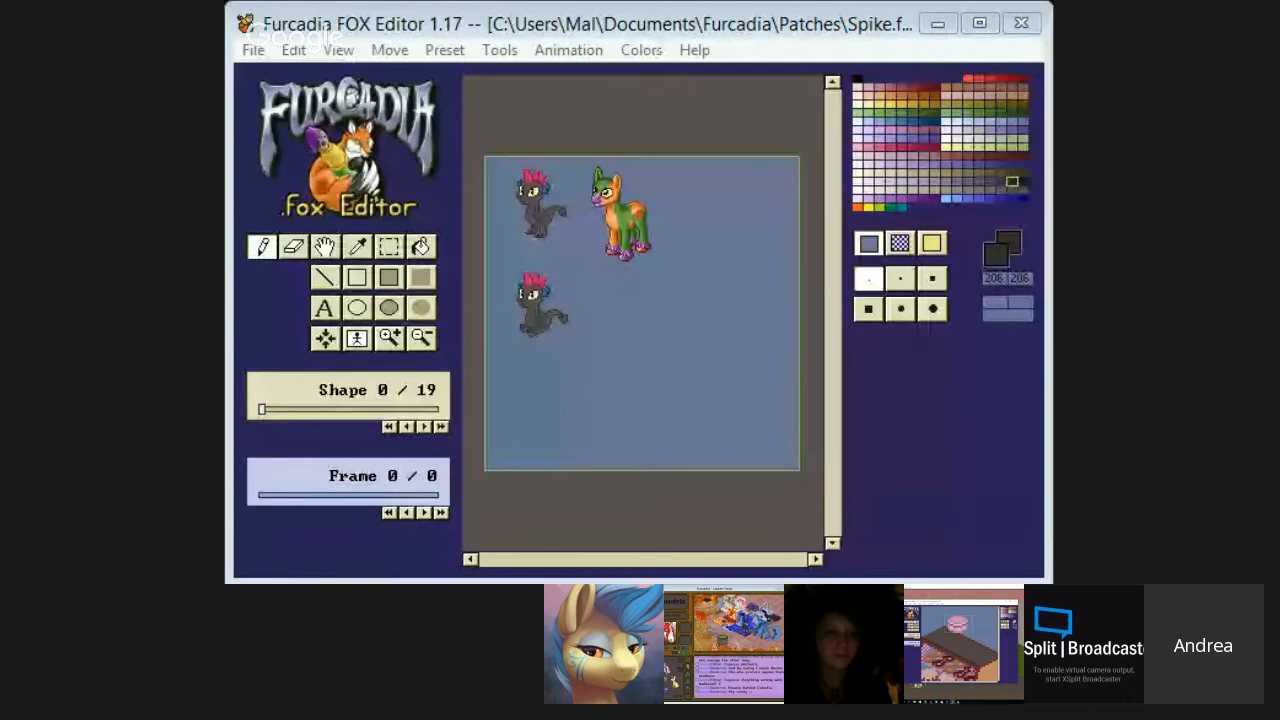 Furcadia FOX Editor 1.17 -- [C:\Users\Mal\Documents\Furcadia\Patches\Spike.f...
Google
File Edit View Move Preset Tools Animation Colors Help
FURCADIA
.Fox Editor
A
206 206
Shape 0 / 19
Frame 0 / 0
Split | Broadcaste
To enable virtual camera output,
start XSplit Broadcaster
Andrea